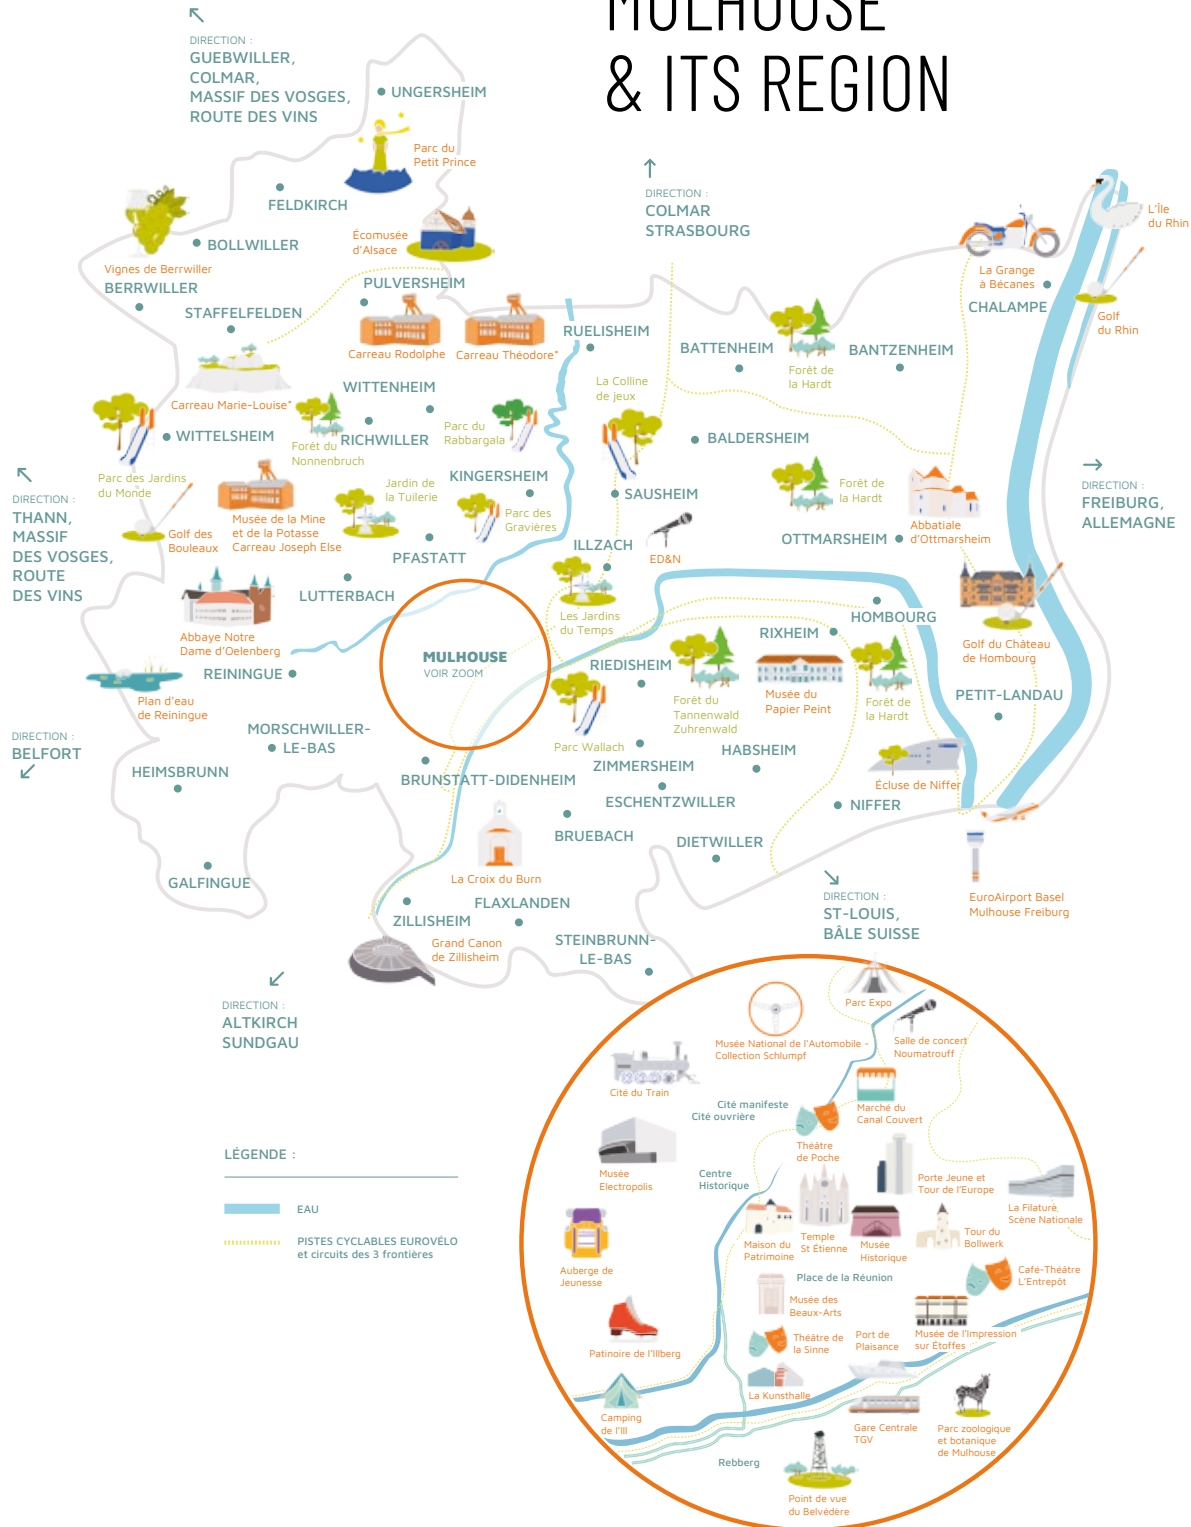 MULHOUSE
& ITS REGION
DIRECTION :
GUEBWILLER,
COLMAR,
MASSIF DES VOSGES,
ROUTE DES VINS
UNGERSHEIM
Parc du
Petit Prince
FELDKIRCH
BOLLWILLER
Écomusée
d'Alsace
DIRECTION :
COLMAR
STRASBOURG
L'Île
du Rhin
Vignes de Berrwiller
BERRWILLER
PULVERSHEIM
La Grange
à Bécanes
CHALAMPE
Golf
du Rhin
STAFFELFELDEN
Carreau Rodolphe
Carreau Théodore*
RUELISHEIM
BATTENHEIM
Forêt de
la Hardt
BANTZENHEIM
Carreau Marie-Louise*
WITTENHEIM
La Colline
de jeux
WITTELSHEIM
Forêt du
Nonnenbruch
RICHWILLER
Parc du
Rabbargala
BALDERSHEIM
Parc des Jardins
du Monde
KINGERSHEIM
SAUSHEIM
Forêt de
la Hardt
DIRECTION :
FREIBURG,
ALLEMAGNE
DIRECTION :
THANN,
MASSIF
DES VOSGES,
ROUTE
DES VINS
Golf des
Bouleaux
Musée de la Mine
et de la Potasse
Carreau Joseph Else
Jardin de
la Tuilerie
Parc des
Gravières
PFASTATT
ILLZACH
ED&N
OTTMARSHEIM
Abbatiale
d'Ottmarsheim
LUTTERBACH
Les Jardins
du Temps
HOMBOURG
Abbaye Notre
Dame d'Oelenberg
MULHOUSE
VOIR ZOOM
RIXHEIM
Golf du Château
de Hombourg
REININGUE
RIEDISHEIM
Plan d'eau
de Reiningue
Forêt du
Tannenwald
Zuhrenwald
Musée du
Papier Peint
Forêt de
la Hardt
PETIT-LANDAU
DIRECTION :
BELFORT
MORSCHWILLER-
LE-BAS
Parc Wallach
HABSHEIM
HEIMSBRUNN
BRUNSTATT-DIDENHEIM
ZIMMERSHEIM
Écluse de Niffer
ESCHENTZWILLER
NIFFER
BRUEBACH
DIETWILLER
GALFINGUE
La Croix du Burn
EuroAirport Basel
Mulhouse Freiburg
FLAXLANDEN
ZILLISHEIM
DIRECTION :
ST-LOUIS,
BÂLE SUISSE
Grand Canon
de Zillisheim
STEINBRUNN-
LE-BAS
DIRECTION :
ALTKIRCH
SUNDGAU
Parc Expo
Musée National de l'Automobile -
Collection Schlumpf
Salle de concert
Noumatrouff
Cité du Train
Cité manifeste
Cité ouvrière
Marché du
Canal Couvert
Théâtre
de Poche
Musée
Electropolis
Centre
Historique
Porte Jeune et
Tour de l'Europe
La Filature,
Scène Nationale
Maison du
Patrimoine
Temple
St Étienne
Musée
Historique
Tour du
Bollwerk
Auberge de
Jeunesse
Place de la Réunion
Café-Théâtre
L'Entrepôt
Musée des
Beaux-Arts
Patinoire de l'Illberg
Théâtre de
la Sinne
Port de
Plaisance
Musée de l'Impression
sur Étoffes
La Kunsthalle
Camping
de l'Ill
Gare Centrale
TGV
Parc zoologique
et botanique
de Mulhouse
Rebberg
Point de vue
du Belvédère
LÉGENDE :
EAU
PISTES CYCLABLES EUROVÉLO
et circuits des 3 frontières